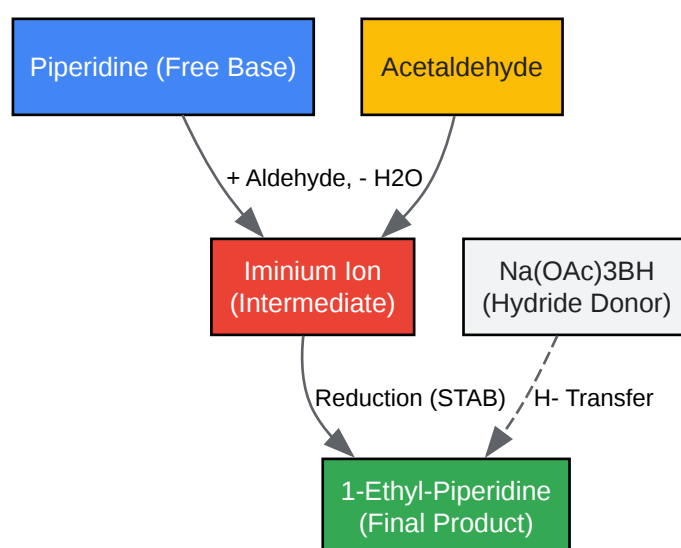 Piperidine (Free Base)
Acetaldehyde
+ Aldehyde, - H2O
Iminium Ion
(Intermediate)
Na(OAc)3BH
(Hydride Donor)
Reduction (STAB)
H- Transfer
1-Ethyl-Piperidine
(Final Product)